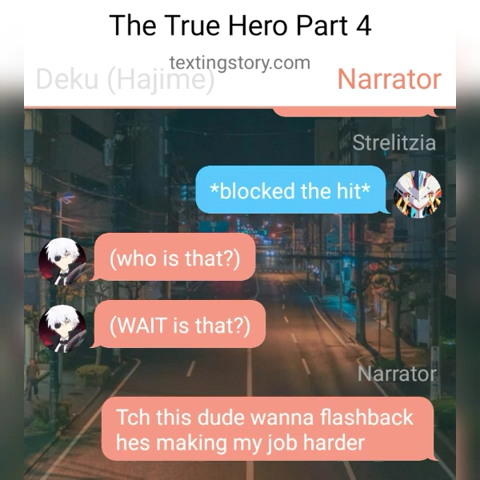 The True Hero Part 4
textingstory.com
Deku (Hajime)
Narrator
Strelitzia
*blocked the hit*
(who is that?)
(WAIT is that?)
Narrator
Tch this dude wanna flashback
hes making my job harder